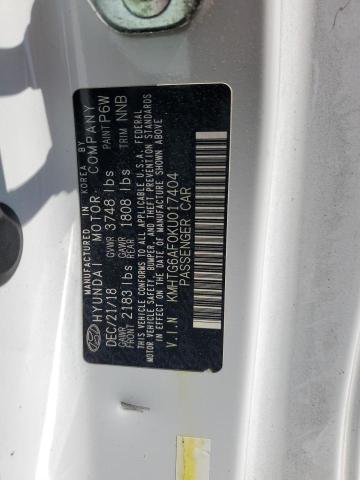 MANUFACTURED IN KOREA BY
HYUNDAI MOTOR COMPANY
DEC/21/18 GVWR 3748 lbs PAINT P6W
GAWR FRONT 2183 lbs GAWR REAR 1808 lbs TRIM NNB
THIS VEHICLE CONFORMS TO ALL APPLICABLE U.S.A. FEDERAL
MOTOR VEHICLE SAFETY, BUMPER, AND THEFT PREVENTION STANDARDS
IN EFFECT ON THE DATE OF MANUFACTURE SHOWN ABOVE.
V.I.N KMHTG6AF0KU017404
PASSENGER CAR